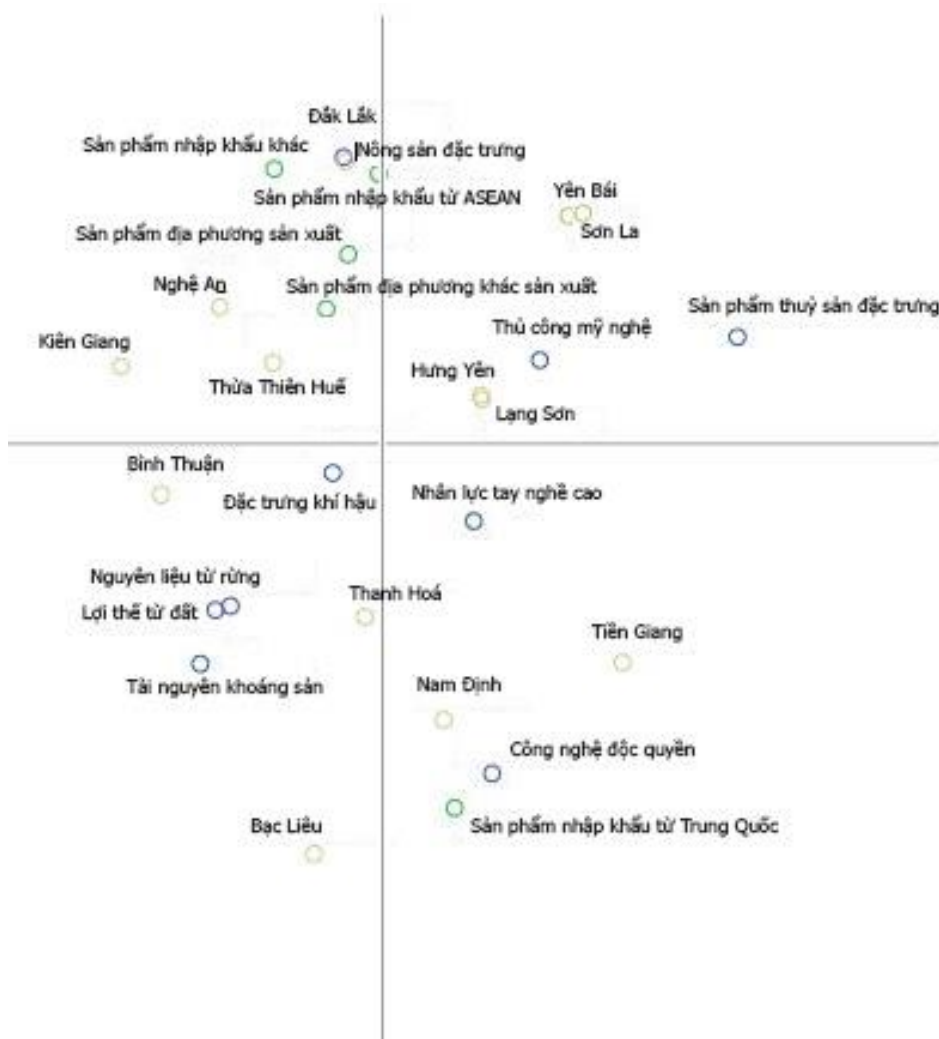 Đắk Lắk
Sản phẩm nhập khẩu khác
Nông sản đặc trưng
Sản phẩm nhập khẩu từ ASEAN
Yên Bái
Sơn La
Sản phẩm địa phương sản xuất
Nghệ An
Sản phẩm địa phương khác sản xuất
Sản phẩm thuỷ sản đặc trưng
Thủ công mỹ nghệ
Kiên Giang
Hưng Yên
Thừa Thiên Huế
Lạng Sơn
Bình Thuận
Đặc trưng khí hậu
Nhân lực tay nghề cao
Nguyên liệu từ rừng
Thanh Hoá
Lợi thế từ đất
Tiền Giang
Tài nguyên khoáng sản
Nam Định
Công nghệ độc quyền
Bạc Liêu
Sản phẩm nhập khẩu từ Trung Quốc